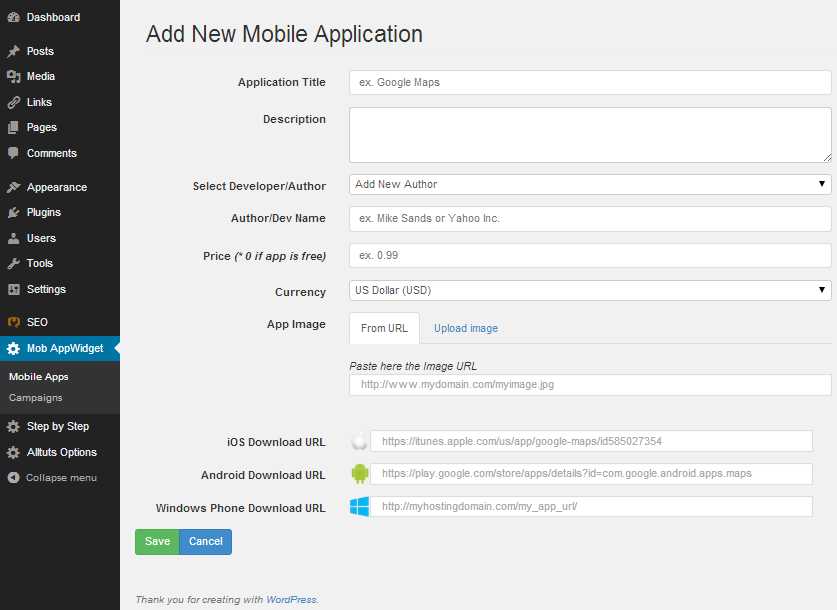 Dashboard
Posts
Media
Links
Pages
Comments
Appearance
Plugins
Users
Tools
Settings
SEO
Mob AppWidget
Mobile Apps
Campaigns
Step by Step
Alltuts Options
Collapse menu
Add New Mobile Application
Application Title ex. Google Maps
Description
Select Developer/Author Add New Author
Author/Dev Name ex. Mike Sands or Yahoo Inc.
Price (* 0 if app is free) ex. 0.99
Currency US Dollar (USD)
App Image From URL Upload image
Paste here the Image URL
http://www.mydomain.com/myimage.jpg
iOS Download URL https://itunes.apple.com/us/app/google-maps/id585027354
Android Download URL https://play.google.com/store/apps/details?id=com.google.android.apps.maps
Windows Phone Download URL http://myhostingdomain.com/my_app_url/
Save Cancel
Thank you for creating with WordPress.